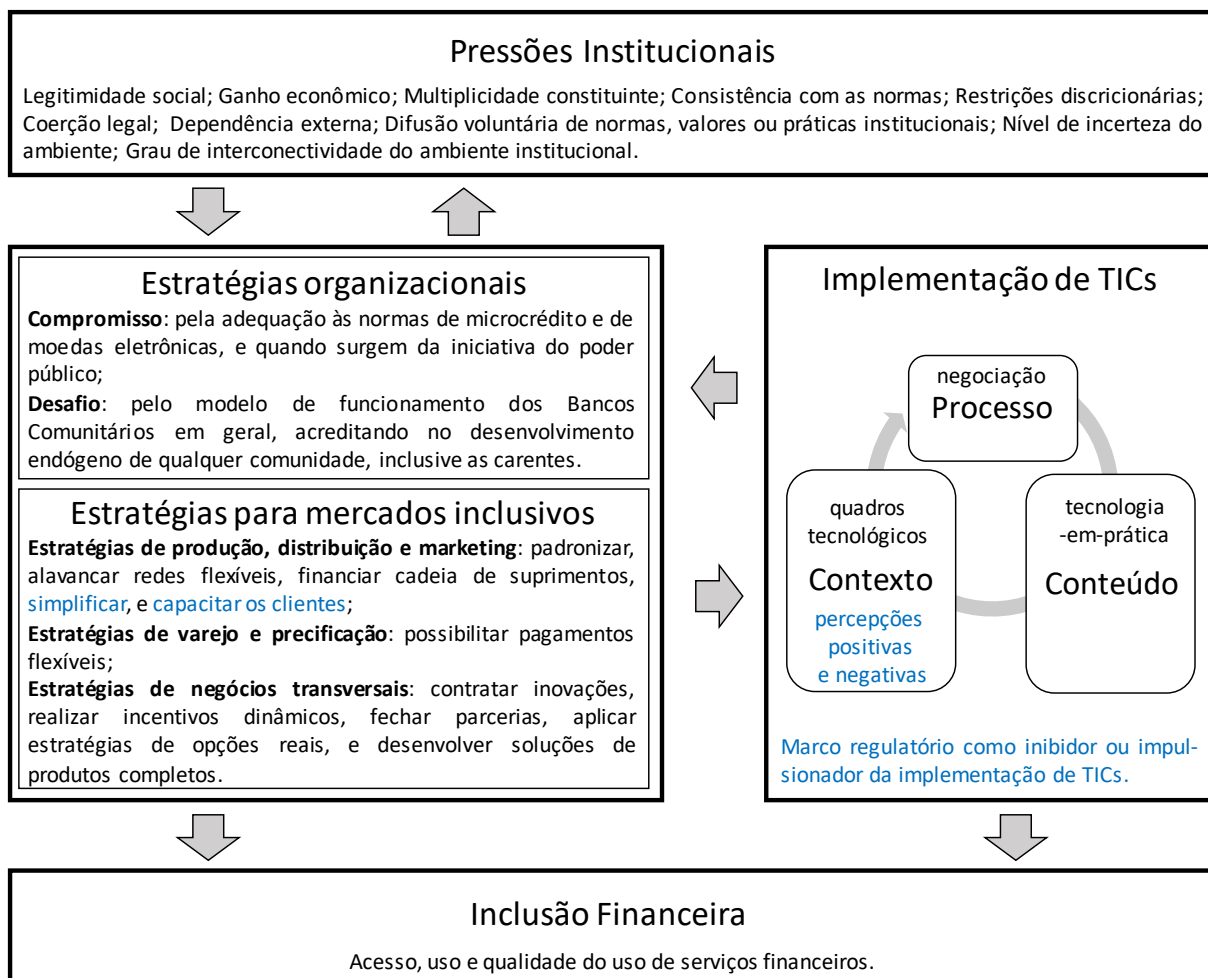 Pressões Institucionais
Legitimidade social; Ganho econômico; Multiplicidade constituinte; Consistência com as normas; Restrições discricionárias;
Coerção legal; Dependência externa; Difusão voluntária de normas, valores ou práticas institucionais; Nível de incerteza do
ambiente; Grau de interconectividade do ambiente institucional.
Estratégias organizacionais
Compromisso: pela adequação às normas de microcrédito e de
moedas eletrônicas, e quando surgem da iniciativa do poder
público;
Desafio: pelo modelo de funcionamento dos Bancos
Comunitários em geral, acreditando no desenvolvimento
endógeno de qualquer comunidade, inclusive as carentes.
Estratégias para mercados inclusivos
Estratégias de produção, distribuição e marketing: padronizar,
alavancar redes flexíveis, financiar cadeia de suprimentos,
simplificar, e capacitar os clientes;
Estratégias de varejo e precificação: possibilitar pagamentos
flexíveis;
Estratégias de negócios transversais: contratar inovações,
realizar incentivos dinâmicos, fechar parcerias, aplicar
estratégias de opções reais, e desenvolver soluções de
produtos completos.
Implementação de TICs
negociação
Processo
quadros
tecnológicos
Contexto
percepções
positivas
e negativas
tecnologia
-em-prática
Conteúdo
Marco regulatório como inibidor ou impul-
sionador da implementação de TICs.
Inclusão Financeira
Acesso, uso e qualidade do uso de serviços financeiros.